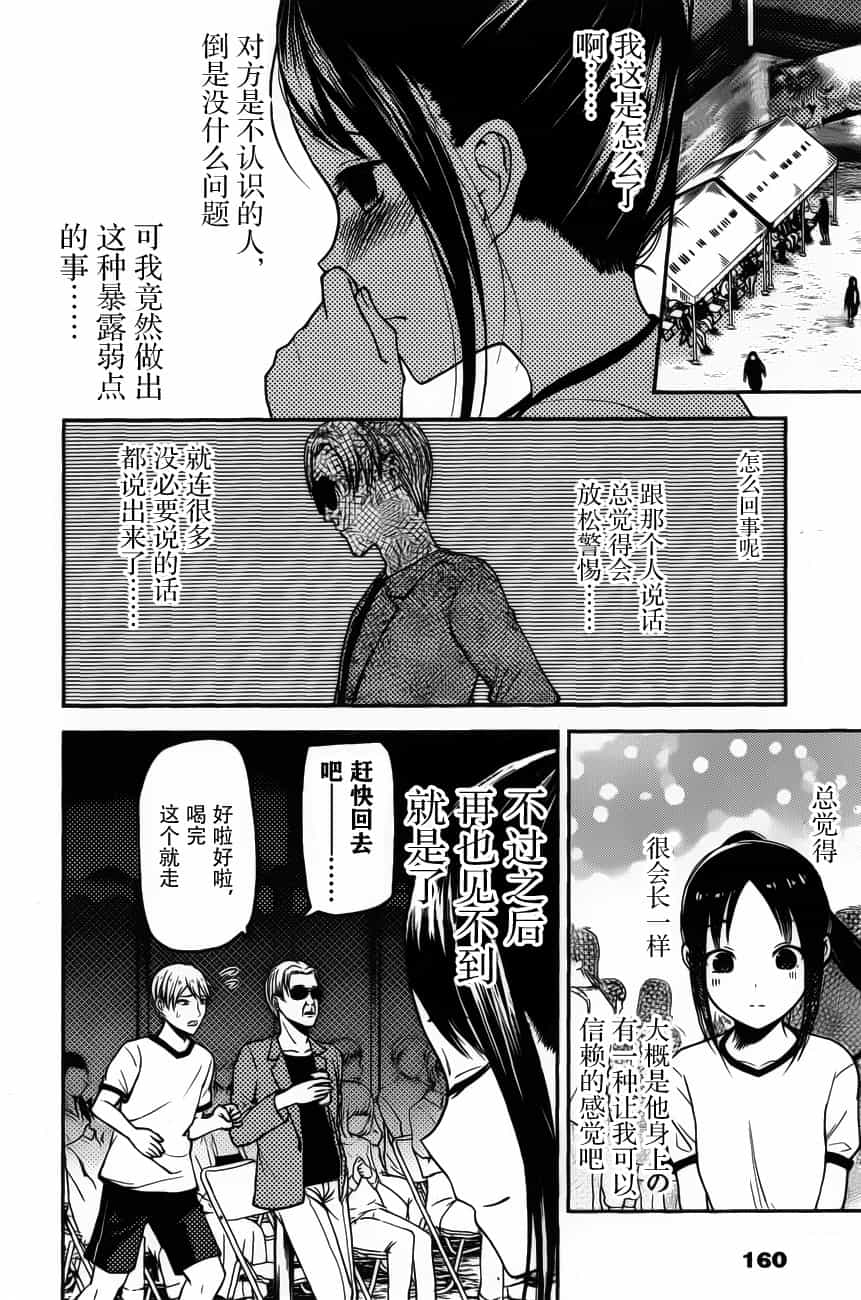 我这是怎么了
啊……
对方是不认识的人，
倒是没什么问题
可我竟然做出
这种暴露弱点
的事……
怎么回事呢
跟那个人说话
总觉得会
放松警惕……
就连很多
没必要说的话
都说出来了……
总觉得
很会长一样
大概是他身上的
有一种让我可以
信赖的感觉吧
不过之后
再也见不到
就是了
赶快回去
吧——……
好啦好啦，
喝完
这个就走
160